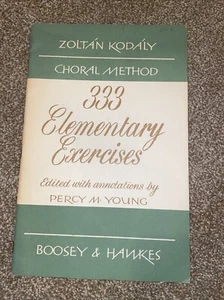 ZOLTÁN KODÁLY
CHORAL METHOD
333
Elementary
Exercises
Edited with annotations by
PERCY M. YOUNG
BOOSEY & HAWKES